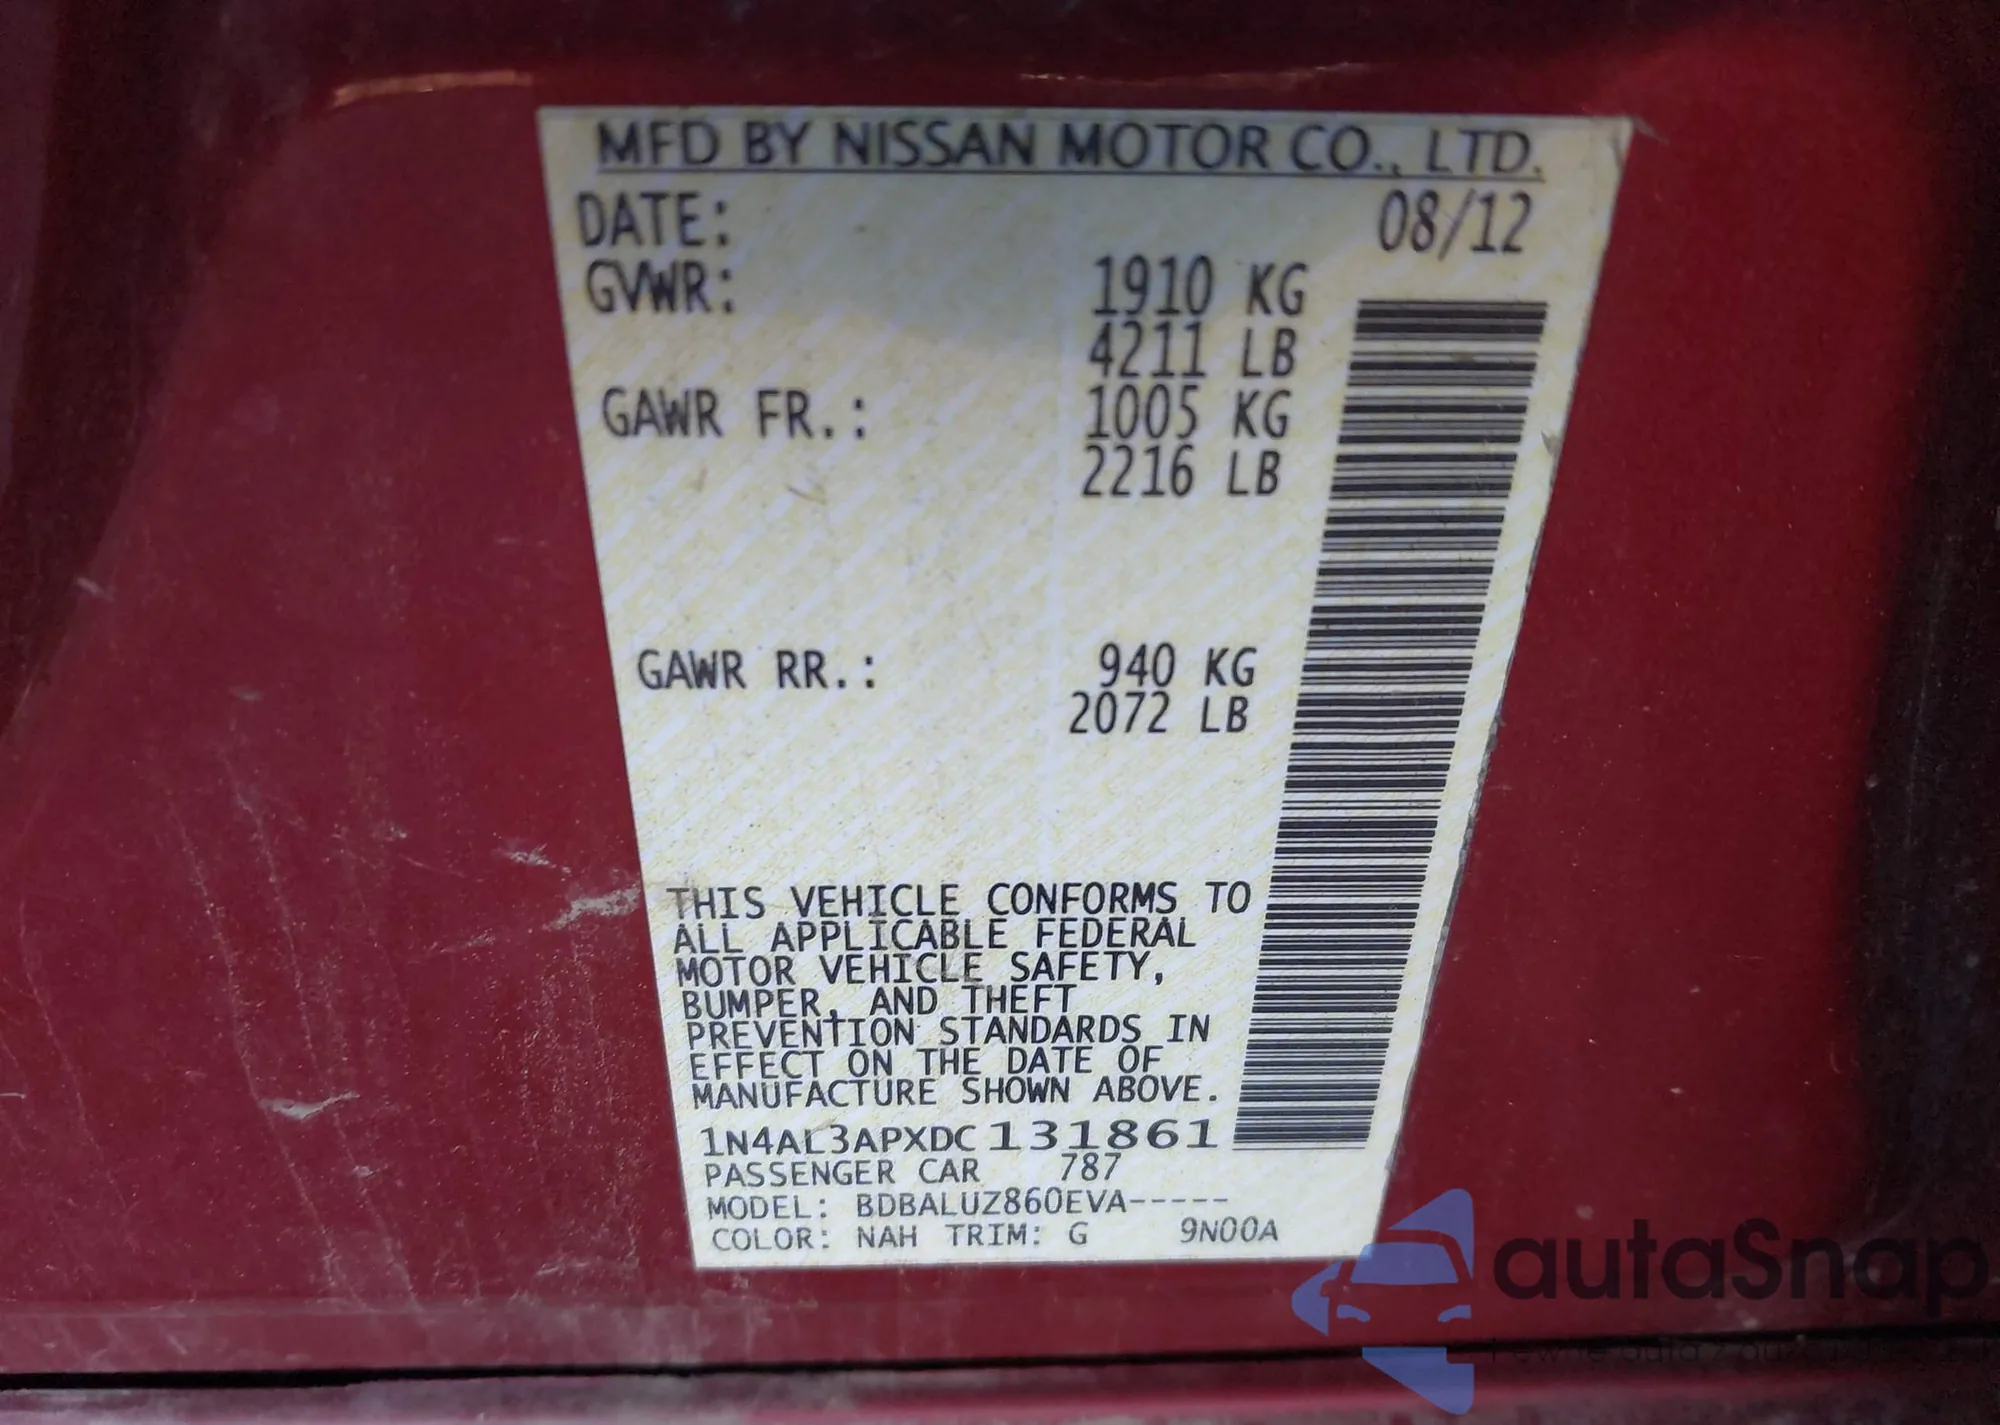 MFD BY NISSAN MOTOR CO., LTD.
DATE: 08/12
GVWR: 1910 KG
4211 LB
GAWR FR.: 1005 KG
2216 LB
GAWR RR.: 940 KG
2072 LB
THIS VEHICLE CONFORMS TO
ALL APPLICABLE FEDERAL
MOTOR VEHICLE SAFETY,
BUMPER, AND THEFT
PREVENTION STANDARDS IN
EFFECT ON THE DATE OF
MANUFACTURE SHOWN ABOVE.
1N4AL3APXDC131861
PASSENGER CAR 787
MODEL: BDBALUZ860EVA-----
COLOR: NAH TRIM: G 9N00A
autaSnap